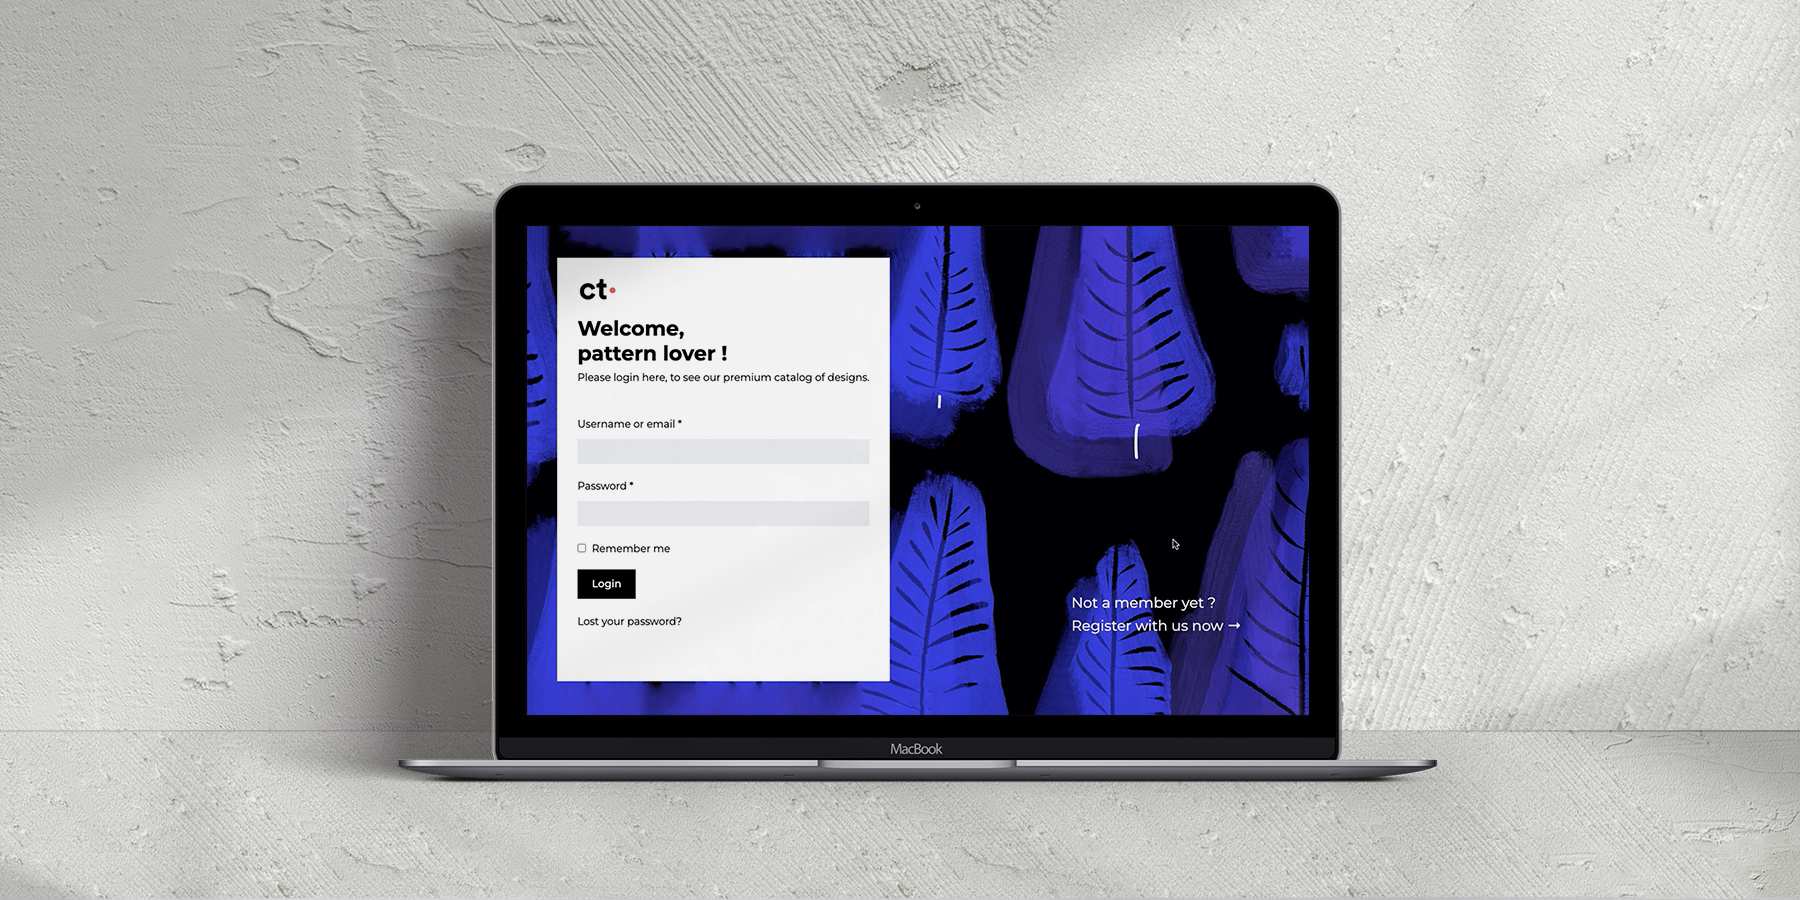 ct
Welcome,
pattern lover !
Please login here, to see our premium catalog of designs.
Username or email *
Password *
Remember me
Login
Lost your password?
Not a member yet ?
Register with us now →
MacBook